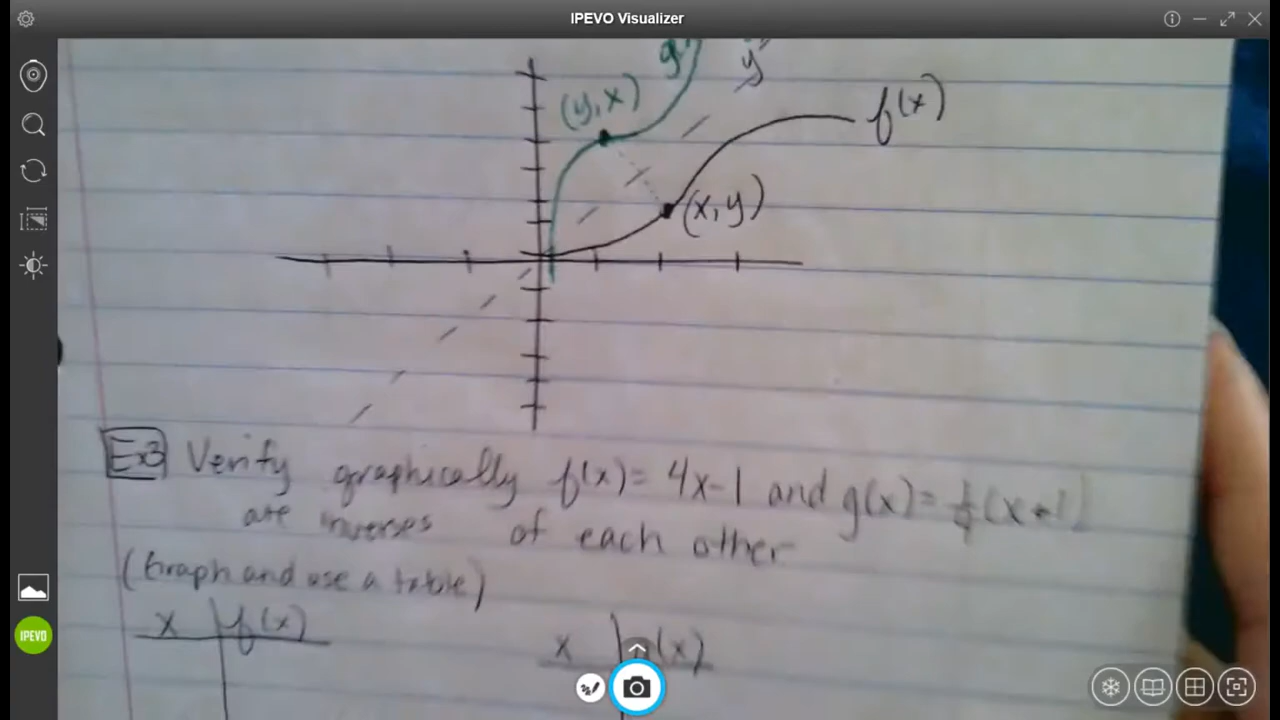 IPEVO Visualizer
g
y
(y, x)
f(x)
(x, y)
Ex3 Verify graphically f(x) = 4x-1 and g(x) = 1/4 (x+1)
are inverses of each other
(Graph and use a table)
x f(x)
x g(x)
IPEVO